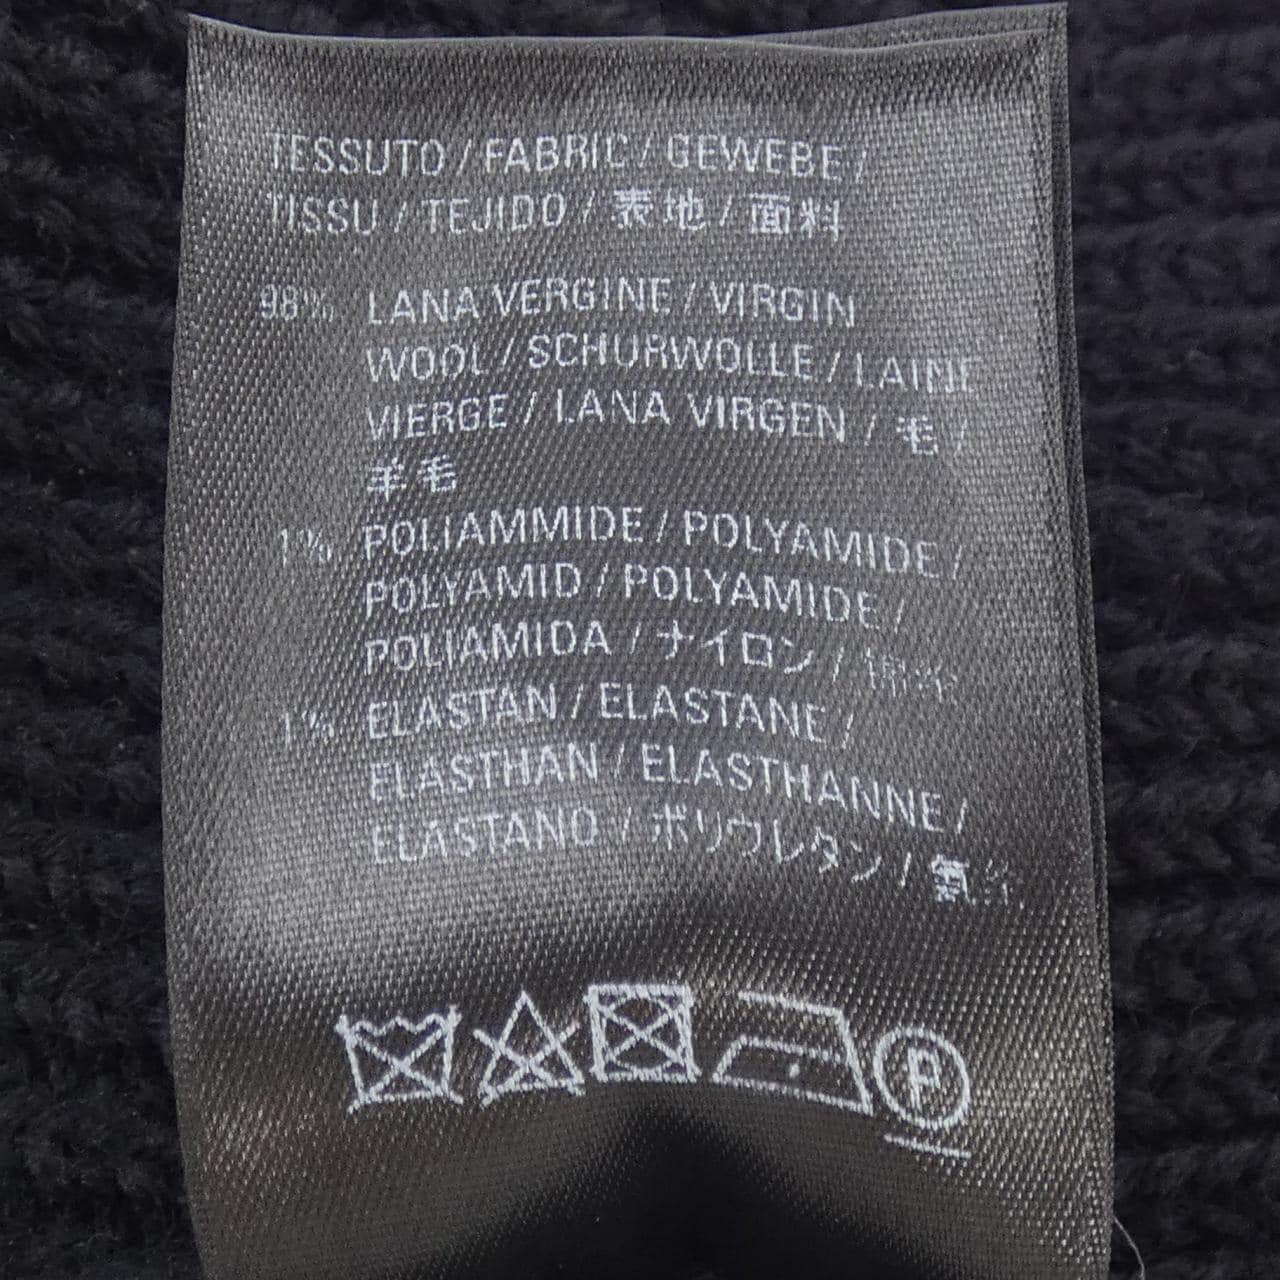 TESSUTO / FABRIC / GEWEBE /
TISSU / TEJIDO / 表地 / 面料
98% LANA VERGINE / VIRGIN
WOOL / SCHURWOLLE / LAINE
VIERGE / LANA VIRGEN / 毛 /
羊毛
1% POLIAMMIDE / POLYAMIDE /
POLYAMID / POLYAMIDE /
POLIAMIDA / ナイロン /
1% ELASTAN / ELASTANE /
ELASTHAN / ELASTHANNE /
ELASTANO / ポリウレタン /
P